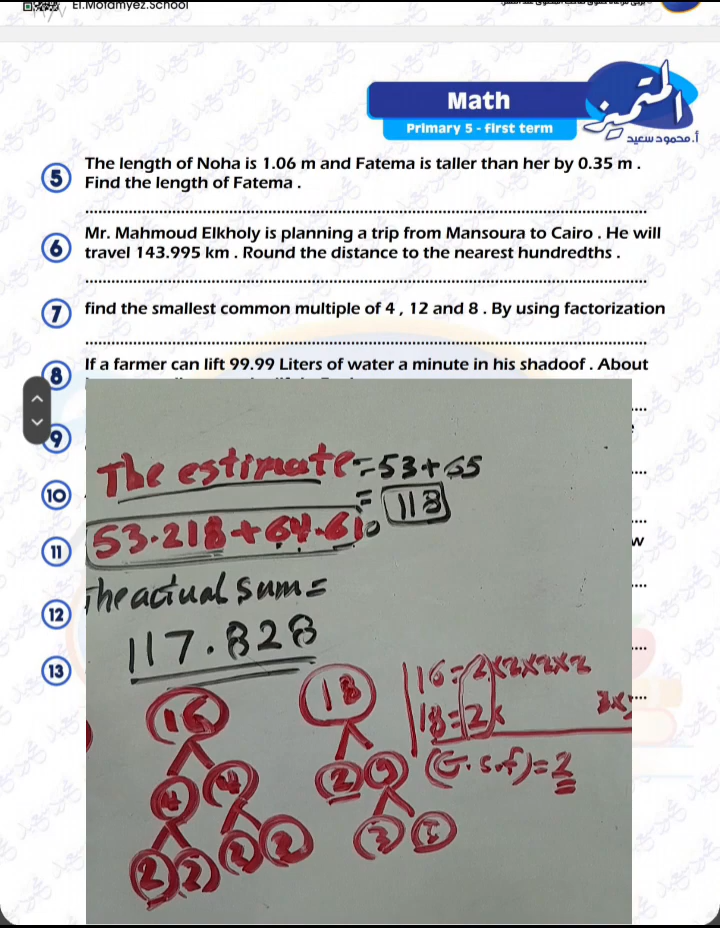 El.Motamyez.School
Math
Primary 5 - first term
المتميز
أ. محمود سعيد
5 The length of Noha is 1.06 m and Fatema is taller than her by 0.35 m .
Find the length of Fatema .
6 Mr. Mahmoud Elkholy is planning a trip from Mansoura to Cairo . He will
travel 143.995 km . Round the distance to the nearest hundredths .
7 find the smallest common multiple of 4 , 12 and 8 . By using factorization
8 If a farmer can lift 99.99 Liters of water a minute in his shadoof . About
9
10
11
12
13
The estimate = 53+65
= 118
53.218+64.610
The actual sum =
117.828
16 18
4 4 2 9
2 2 2 2 3 3
16=2x2x2x2
18=2x 3x
(G.s.f)=2